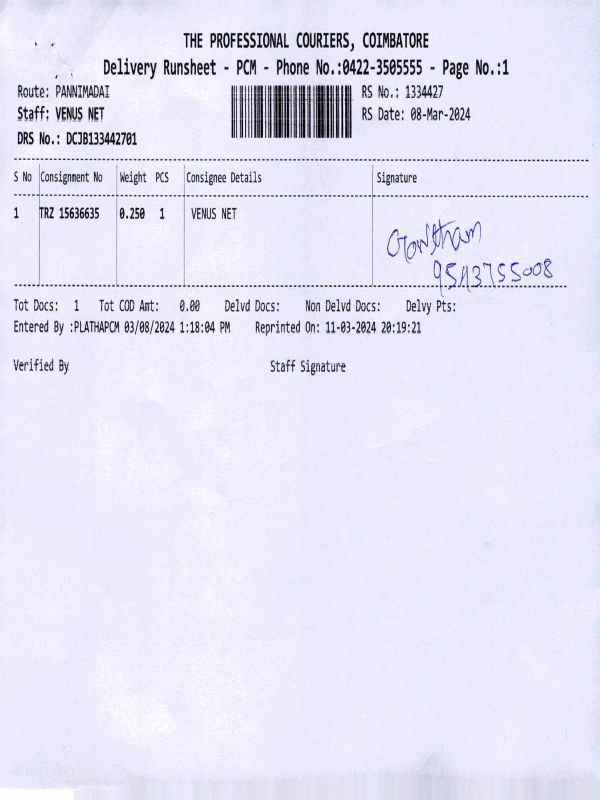 THE PROFESSIONAL COURIERS, COIMBATORE
Delivery Runsheet - PCM - Phone No.:0422-3505555 - Page No.:1
Route: PANNIMADAI
RS No.: 1334427
Staff: VENUS NET
RS Date: 08-Mar-2024
DRS No.: DCJB133442701
S No Consignment No Weight PCS Consignee Details Signature
1 TRZ 15636635 0.250 1 VENUS NET
Gowtham
9543755008
Tot Docs: 1 Tot COD Amt: 0.00 Delvd Docs: Non Delvd Docs: Delvy Pts:
Entered By :PLATHAPCM 03/08/2024 1:18:04 PM Reprinted On: 11-03-2024 20:19:21
Verified By Staff Signature